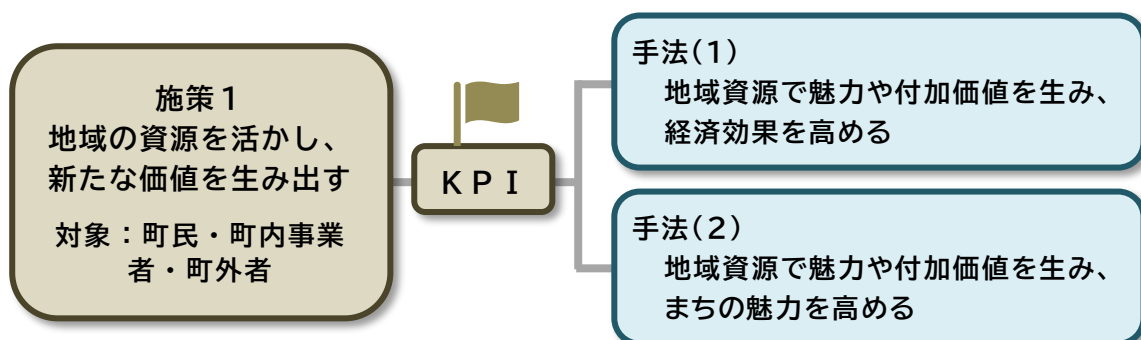 施策1
地域の資源を活かし、
新たな価値を生み出す
対象：町民・町内事業
者・町外者
ＫＰＩ
手法(1)
地域資源で魅力や付加価値を生み、
経済効果を高める
手法(2)
地域資源で魅力や付加価値を生み、
まちの魅力を高める